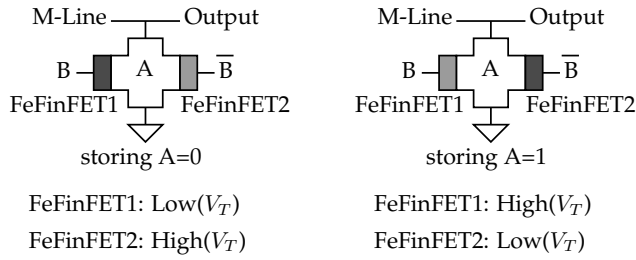 M-Line Output
B A B̅
FeFinFET1 FeFinFET2
storing A=0
FeFinFET1: Low(V_T)
FeFinFET2: High(V_T)
M-Line Output
B A B̅
FeFinFET1 FeFinFET2
storing A=1
FeFinFET1: High(V_T)
FeFinFET2: Low(V_T)